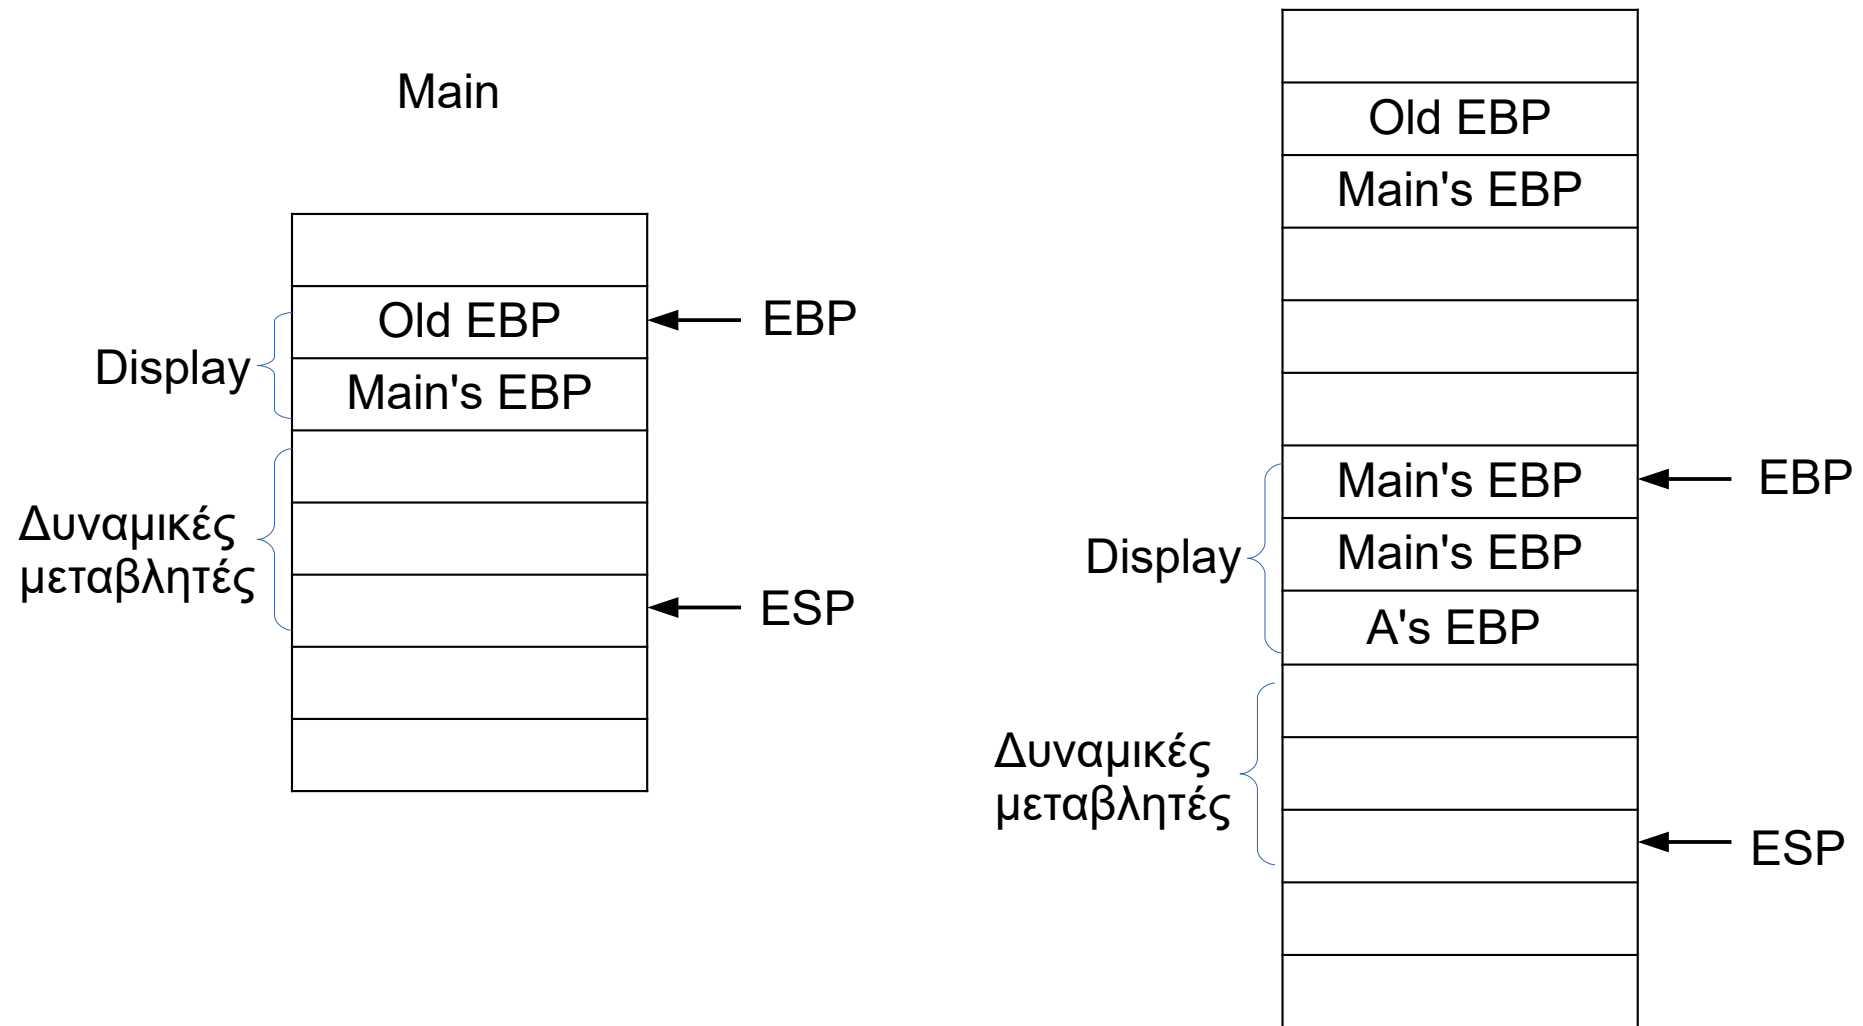 Main
Old EBP
EBP
Display
Main's EBP
Δυναμικές
μεταβλητές
ESP
Old EBP
Main's EBP
Main's EBP
EBP
Display
Main's EBP
A's EBP
Δυναμικές
μεταβλητές
ESP